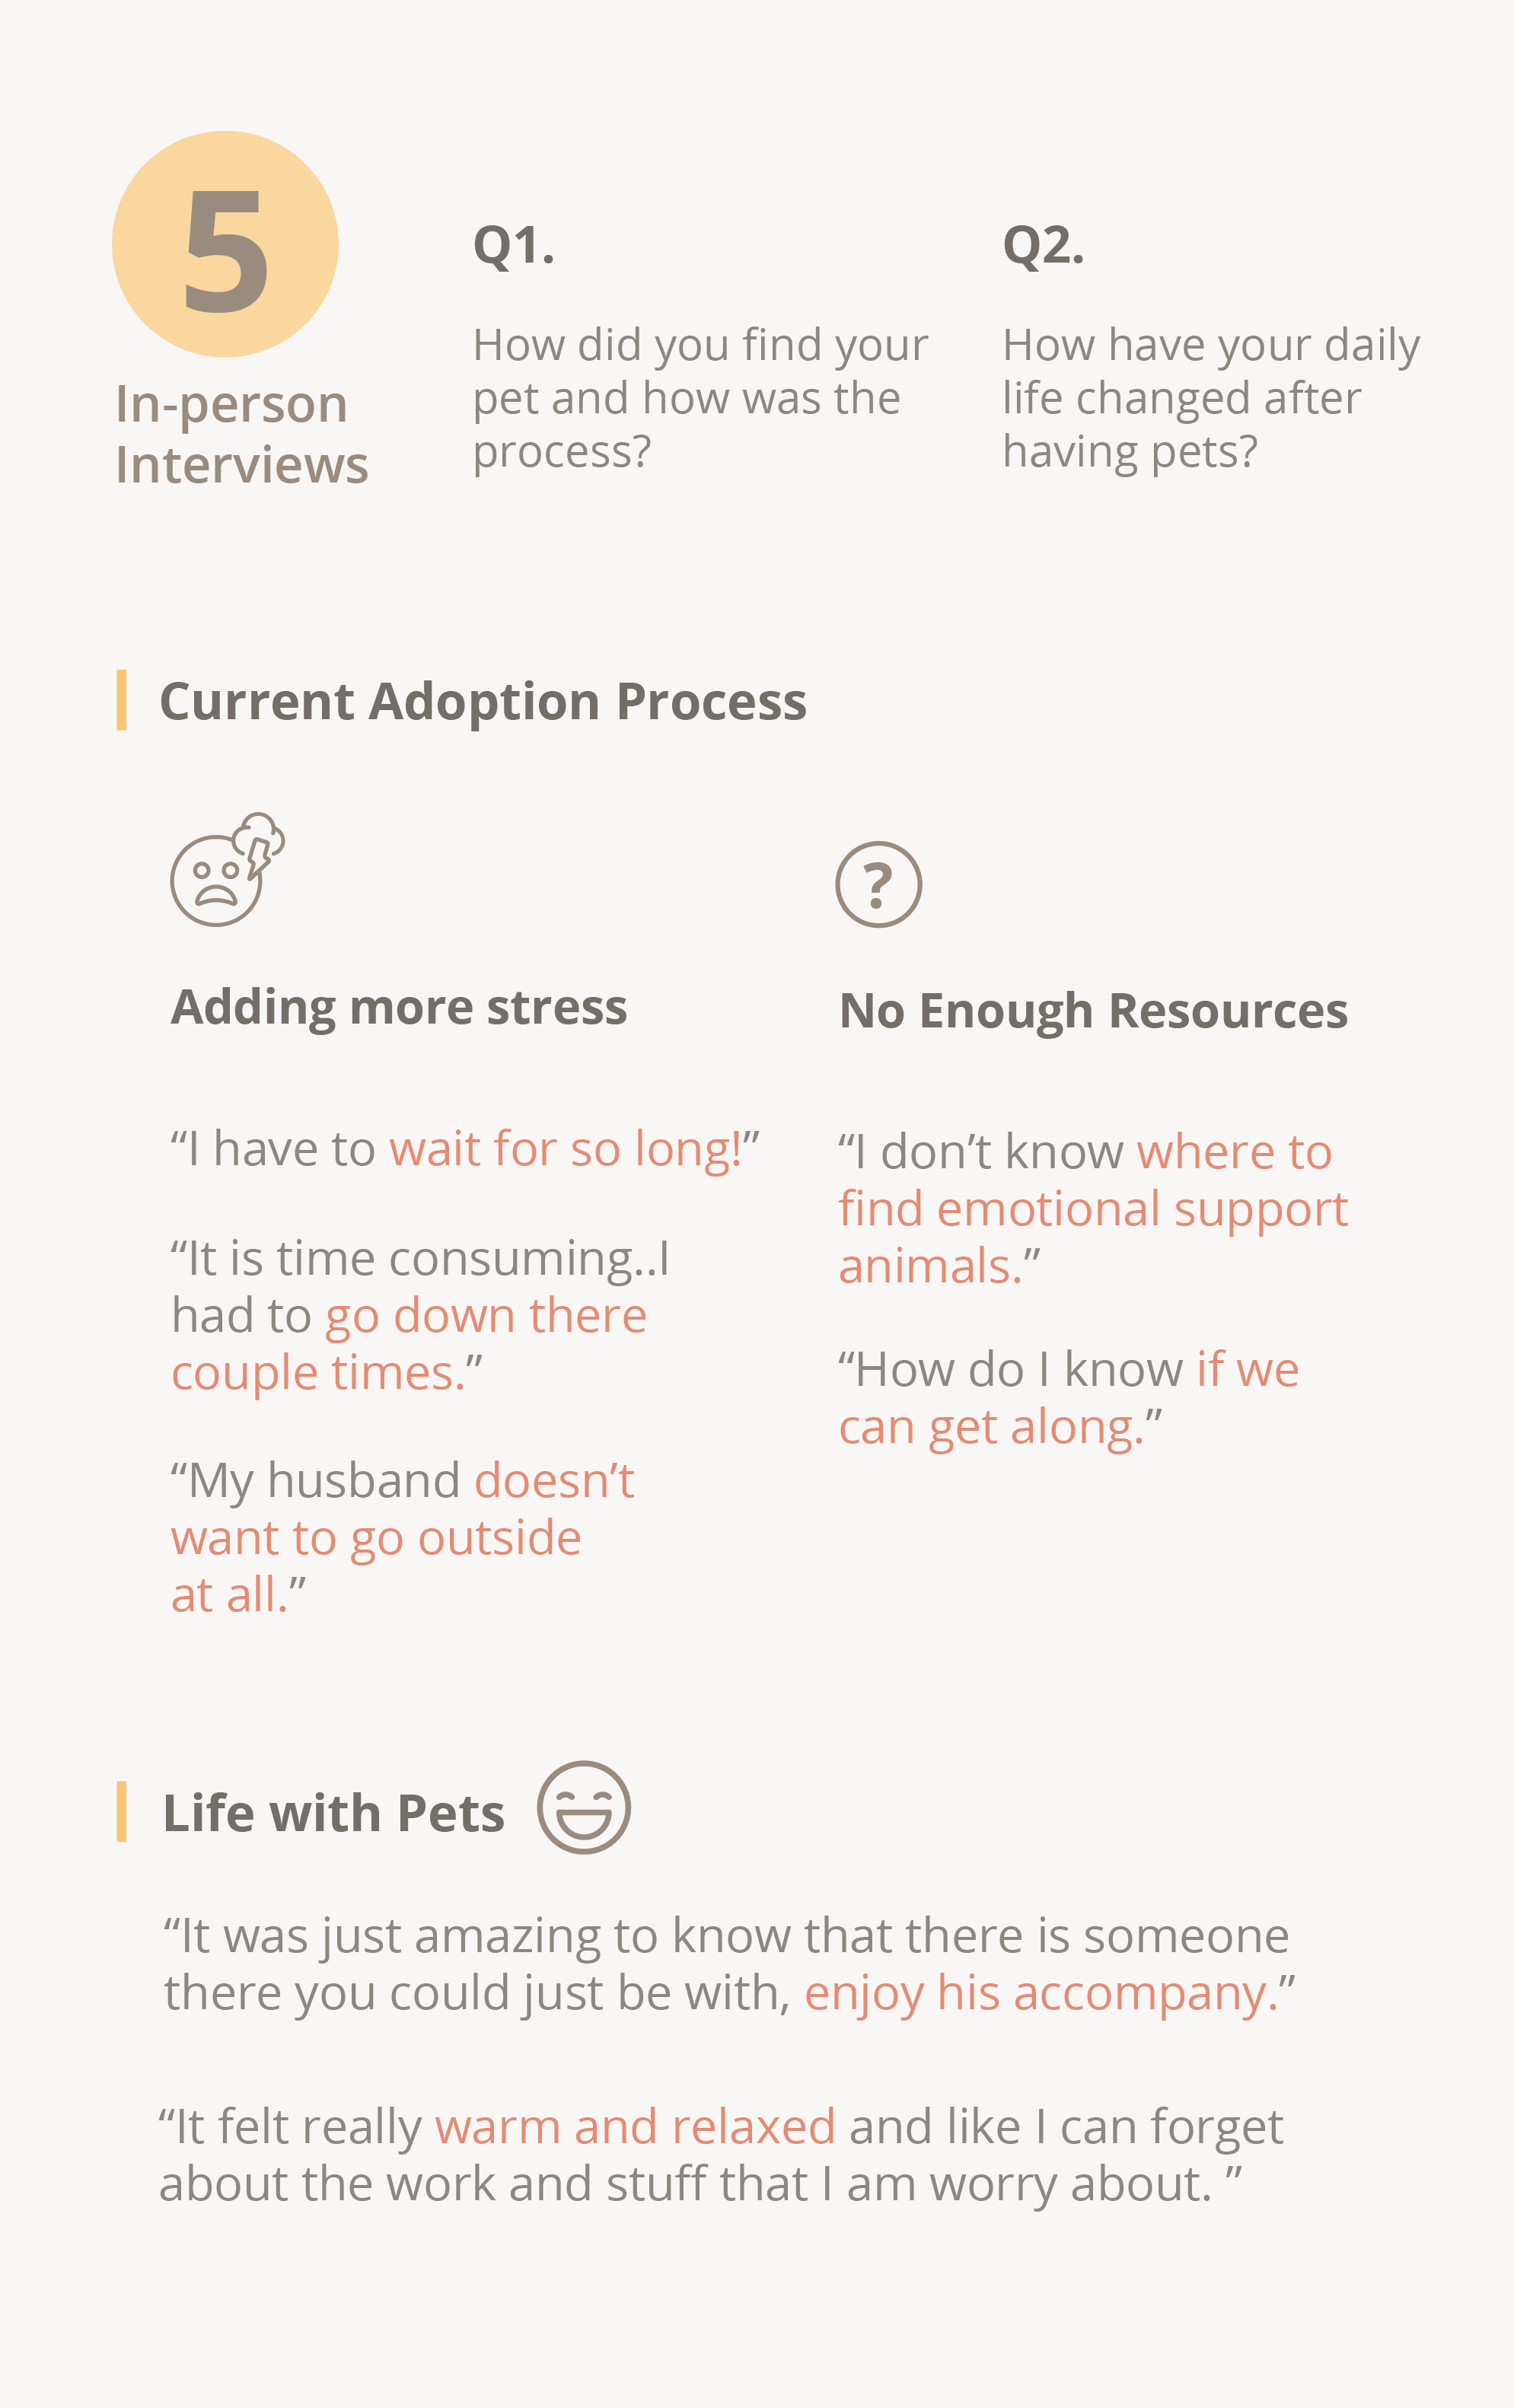 5
In-person
Interviews
Q1.
How did you find your
pet and how was the
process?
Q2.
How have your daily
life changed after
having pets?
Current Adoption Process
Adding more stress
“I have to wait for so long!”
“It is time consuming..I
had to go down there
couple times.”
“My husband doesn’t
want to go outside
at all.”
?
No Enough Resources
“I don’t know where to
find emotional support
animals.”
“How do I know if we
can get along.”
Life with Pets
“It was just amazing to know that there is someone
there you could just be with, enjoy his accompany.”
“It felt really warm and relaxed and like I can forget
about the work and stuff that I am worry about. ”